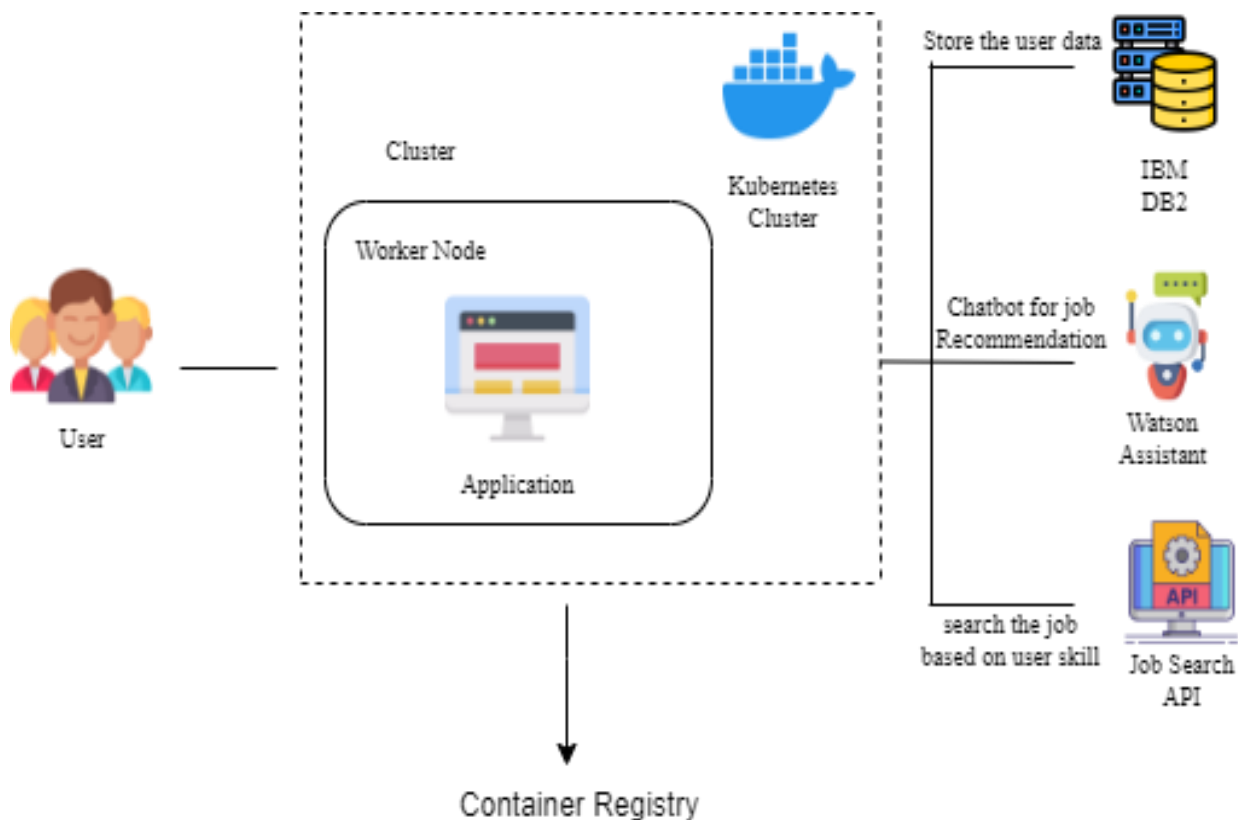 Store the user data
IBM
DB2
Kubernetes
Cluster
Cluster
Worker Node
Application
User
Chatbot for job
Recommendation
Watson
Assistant
API
search the job
based on user skill
Job Search
API
Container Registry